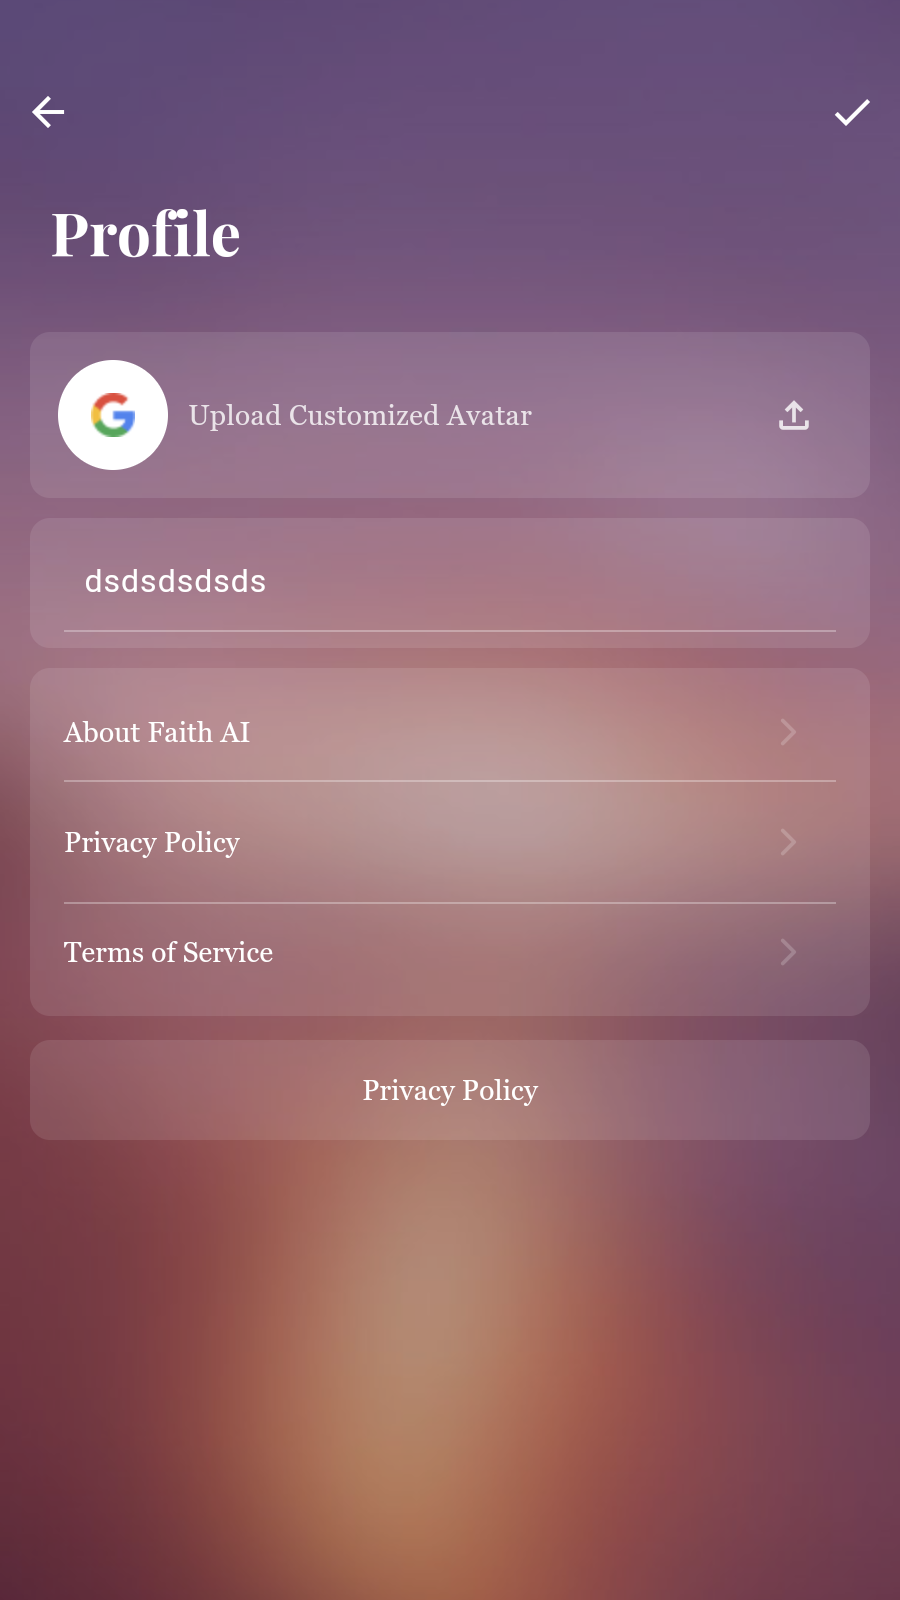 Profile
Upload Customized Avatar
dsdsdsdsds
About Faith AI
Privacy Policy
Terms of Service
Privacy Policy